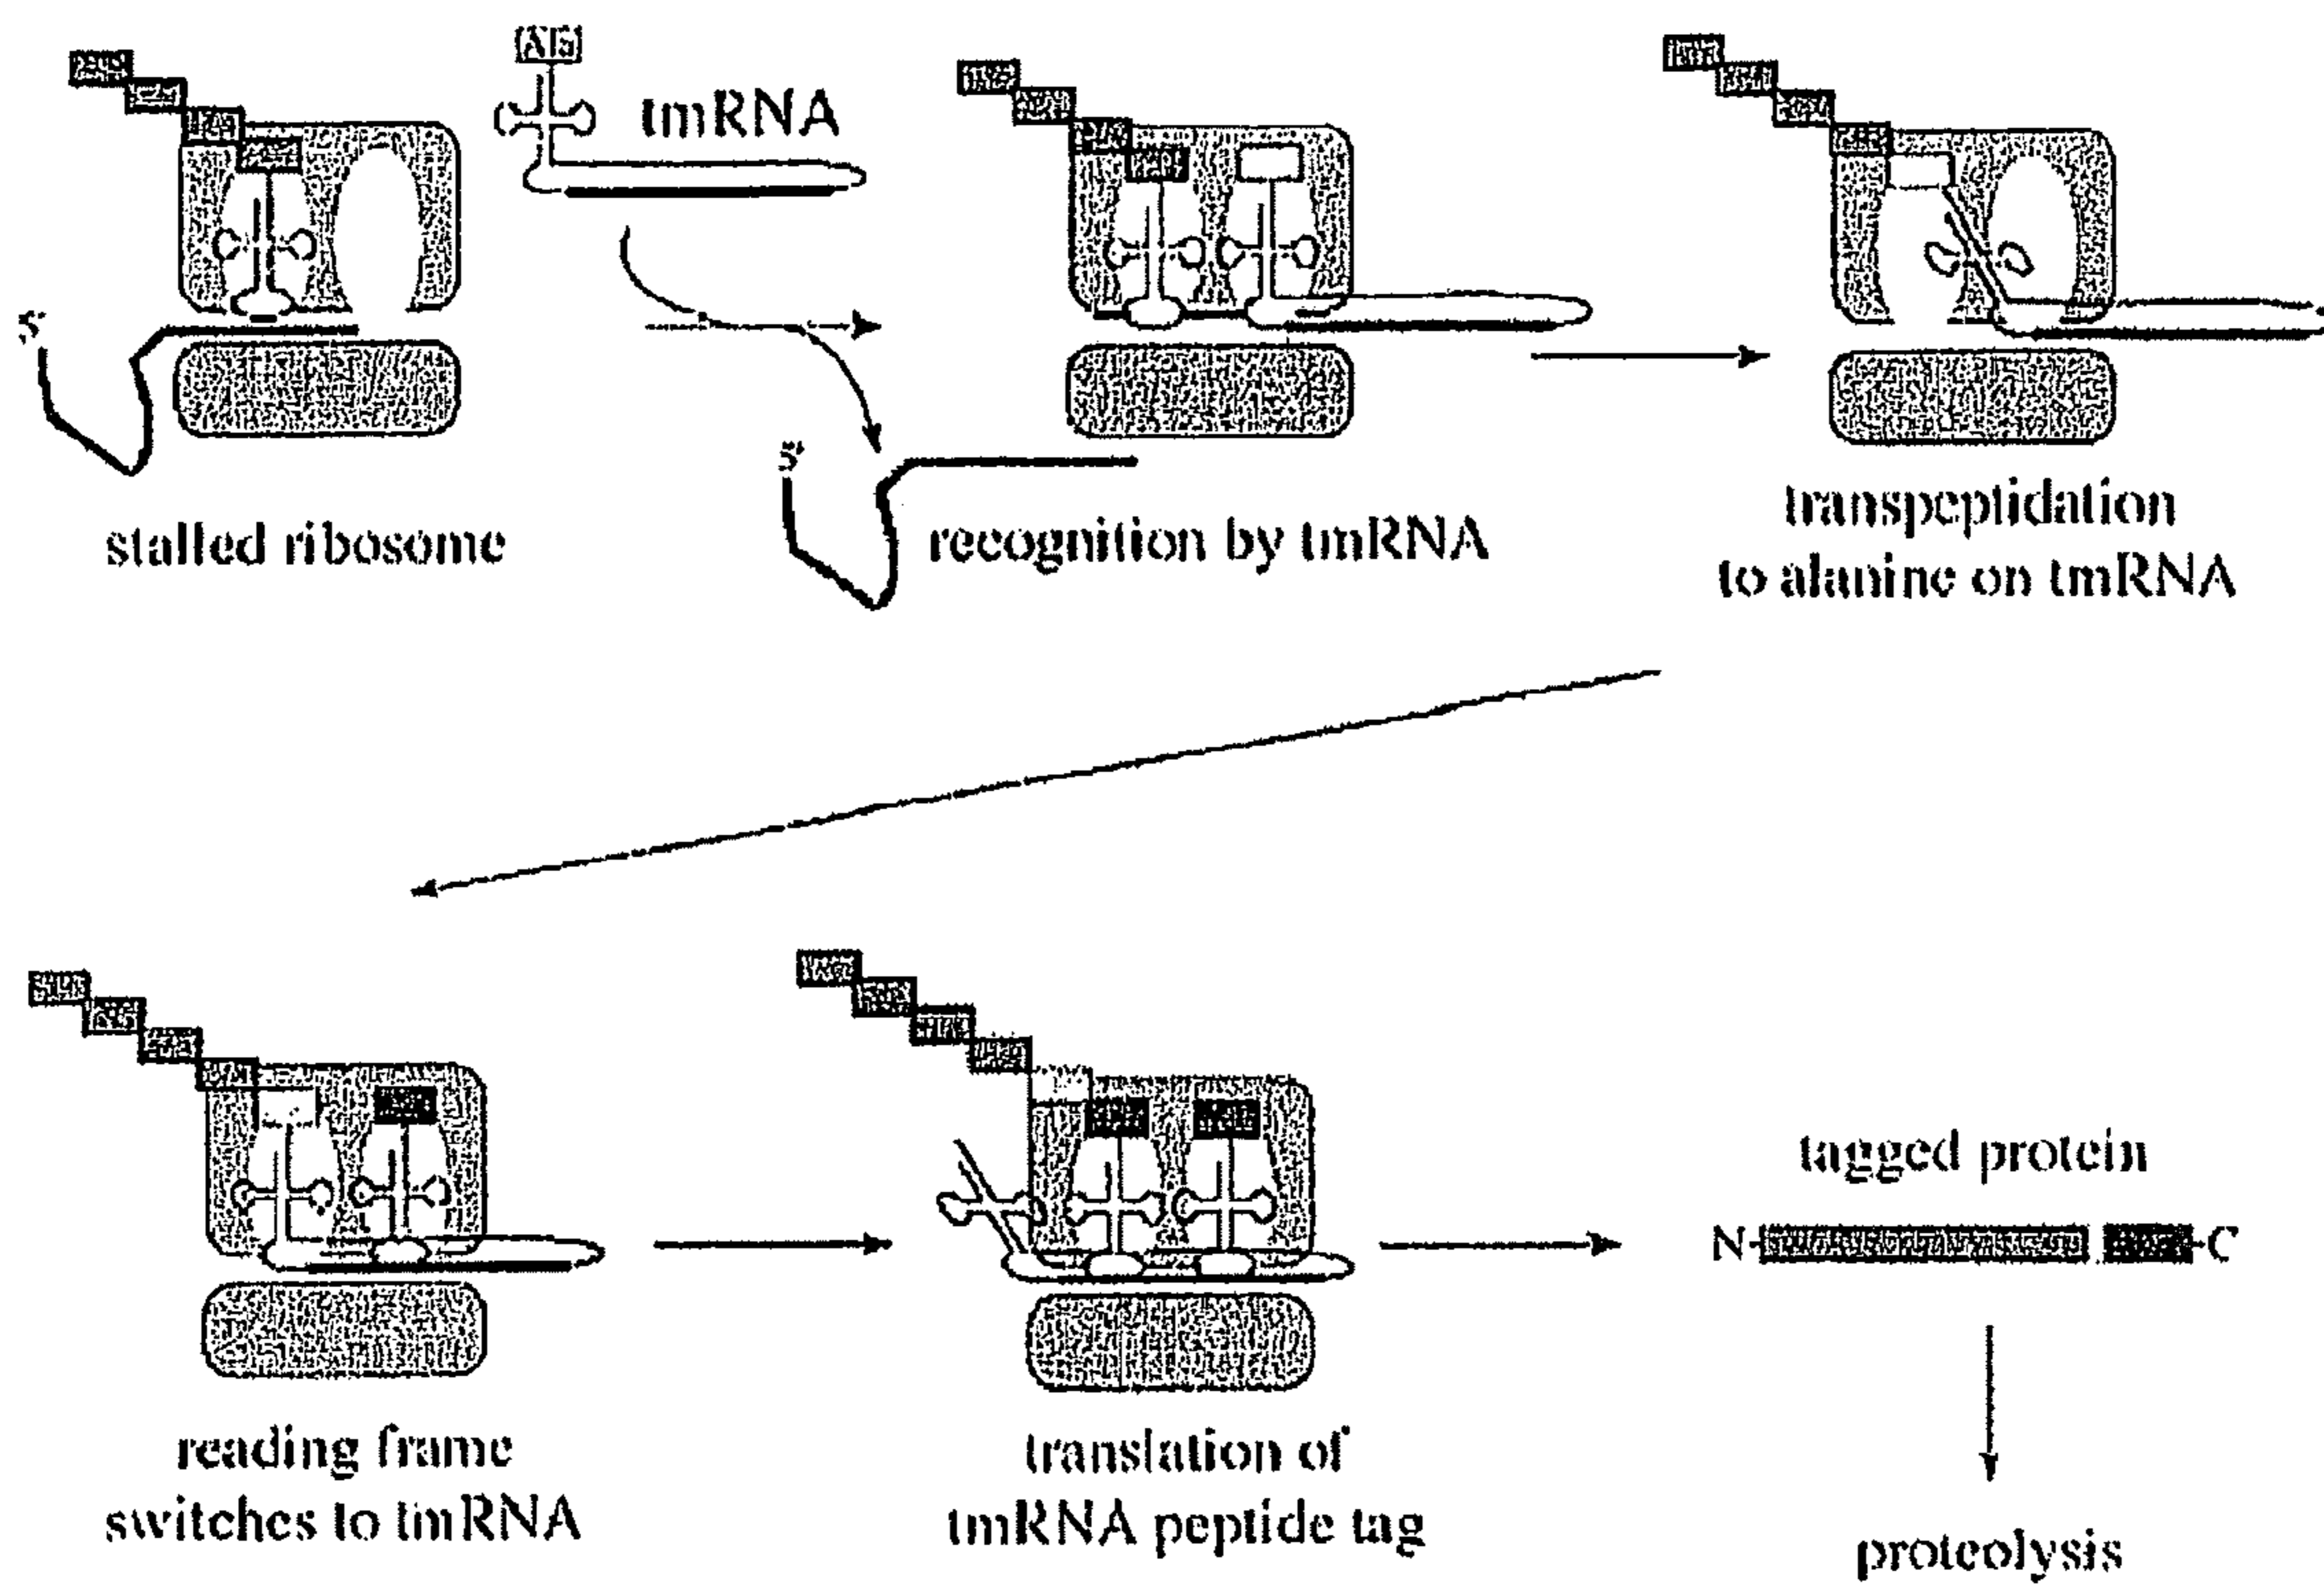 tmRNA
5'
5'
stalled ribosome
recognition by tmRNA
transpeptidation
to alanine on tmRNA
reading frame
switches to tmRNA
translation of
tmRNA peptide tag
tagged protein
N
C
proteolysis